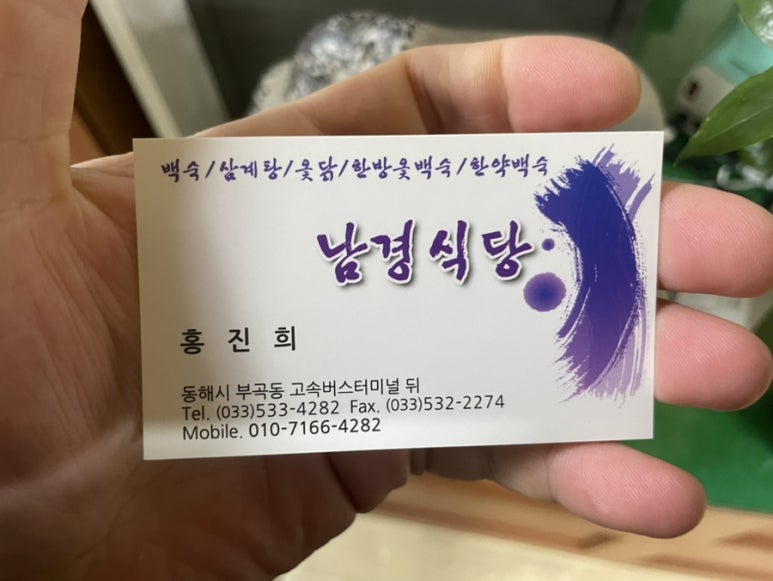 백숙/삼계탕/옻닭/한방옻백숙/한약백숙
남경식당
홍 진 희
동해시 부곡동 고속버스터미널 뒤
Tel. (033)533-4282 Fax. (033)532-2274
Mobile. 010-7166-4282